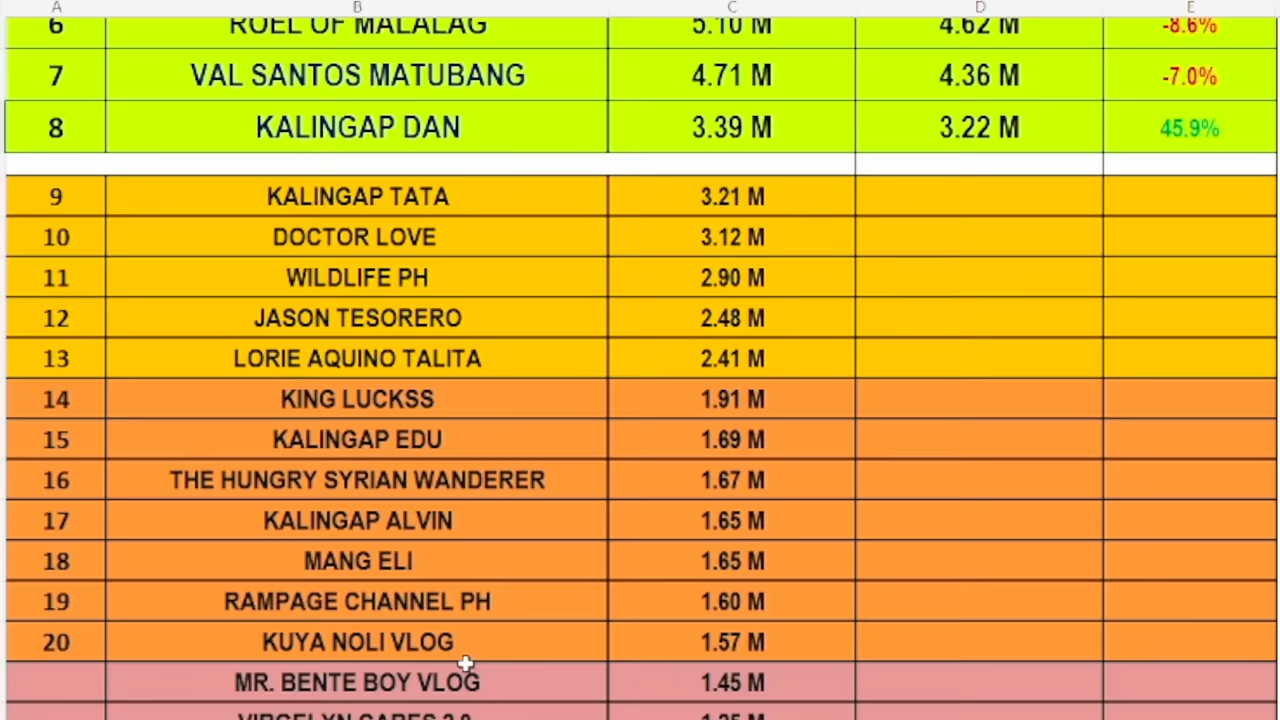 A B C D E
6 ROEL OF MALALAG 5.10 M 4.62 M -8.6%
7 VAL SANTOS MATUBANG 4.71 M 4.36 M -7.0%
8 KALINGAP DAN 3.39 M 3.22 M 45.9%
9 KALINGAP TATA 3.21 M
10 DOCTOR LOVE 3.12 M
11 WILDLIFE PH 2.90 M
12 JASON TESORERO 2.48 M
13 LORIE AQUINO TALITA 2.41 M
14 KING LUCKSS 1.91 M
15 KALINGAP EDU 1.69 M
16 THE HUNGRY SYRIAN WANDERER 1.67 M
17 KALINGAP ALVIN 1.65 M
18 MANG ELI 1.65 M
19 RAMPAGE CHANNEL PH 1.60 M
20 KUYA NOLI VLOG 1.57 M
MR. BENTE BOY VLOG 1.45 M